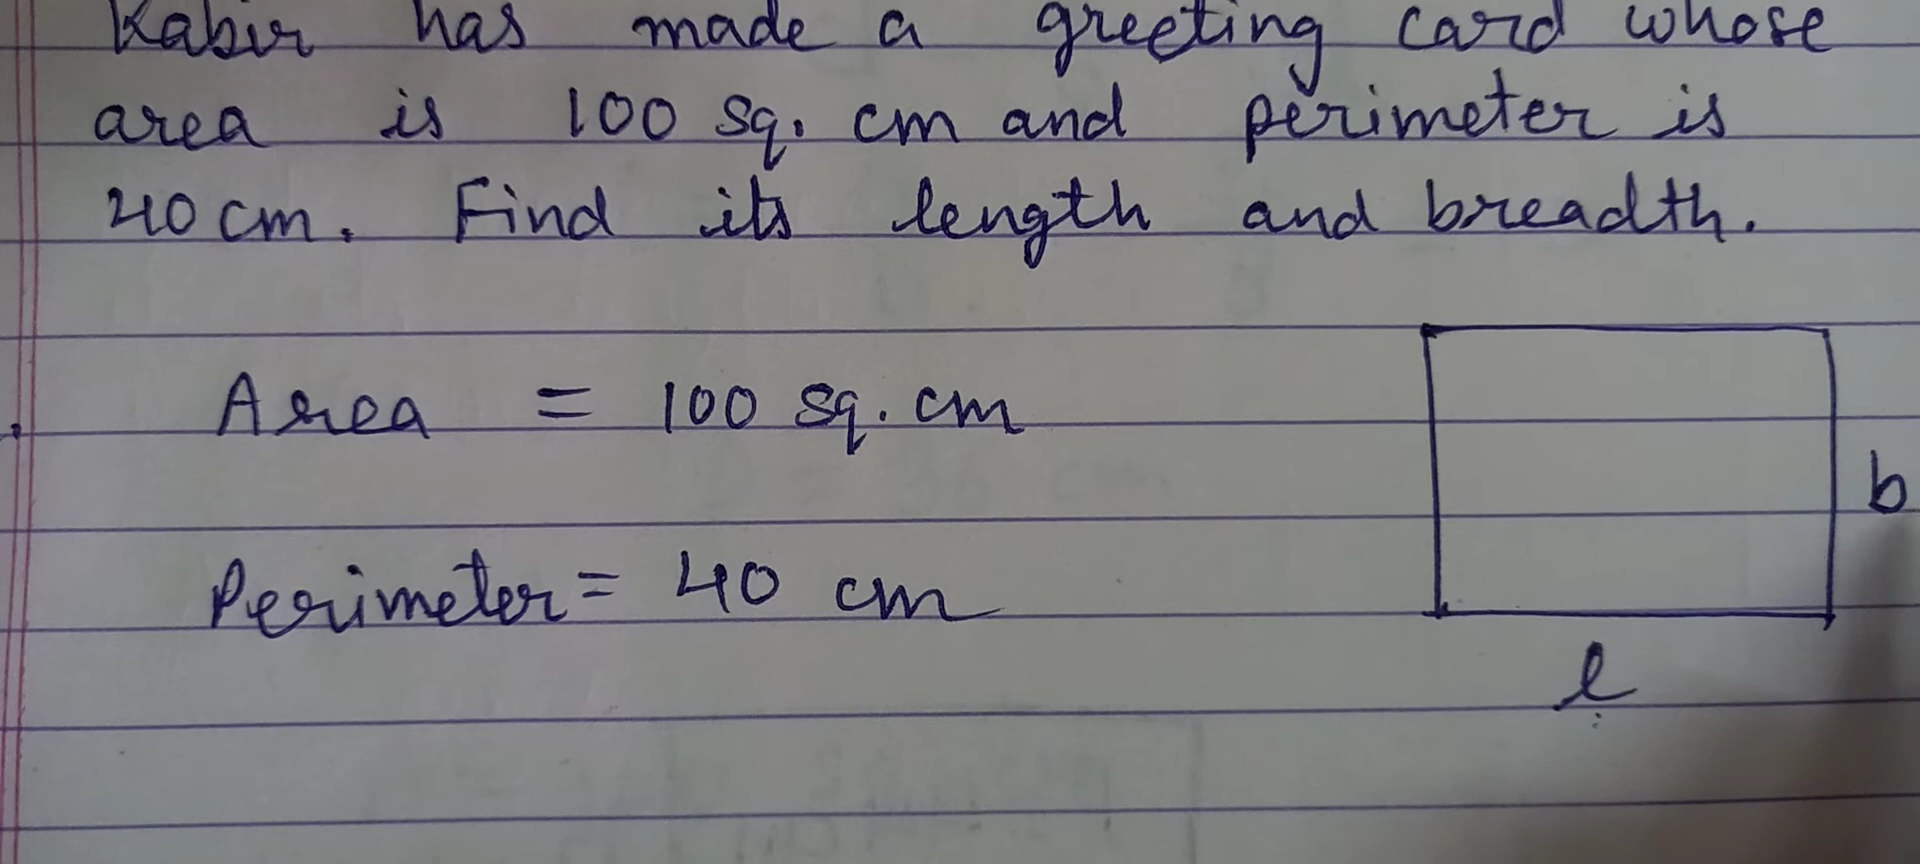 Kabir has made a greeting card whose
area is 100 sq. cm and perimeter is
40 cm. Find its length and breadth.
Area = 100 sq. cm
b
Perimeter = 40 cm
l